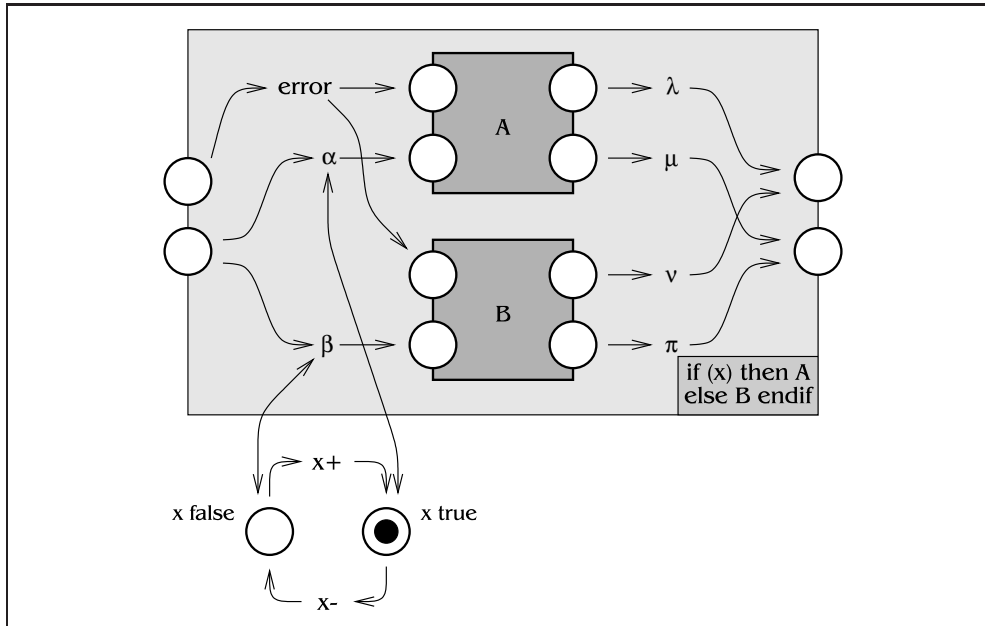 error
λ
A
α
μ
ν
B
β
π
if (x) then A
else B endif
x+
x false
x true
x-